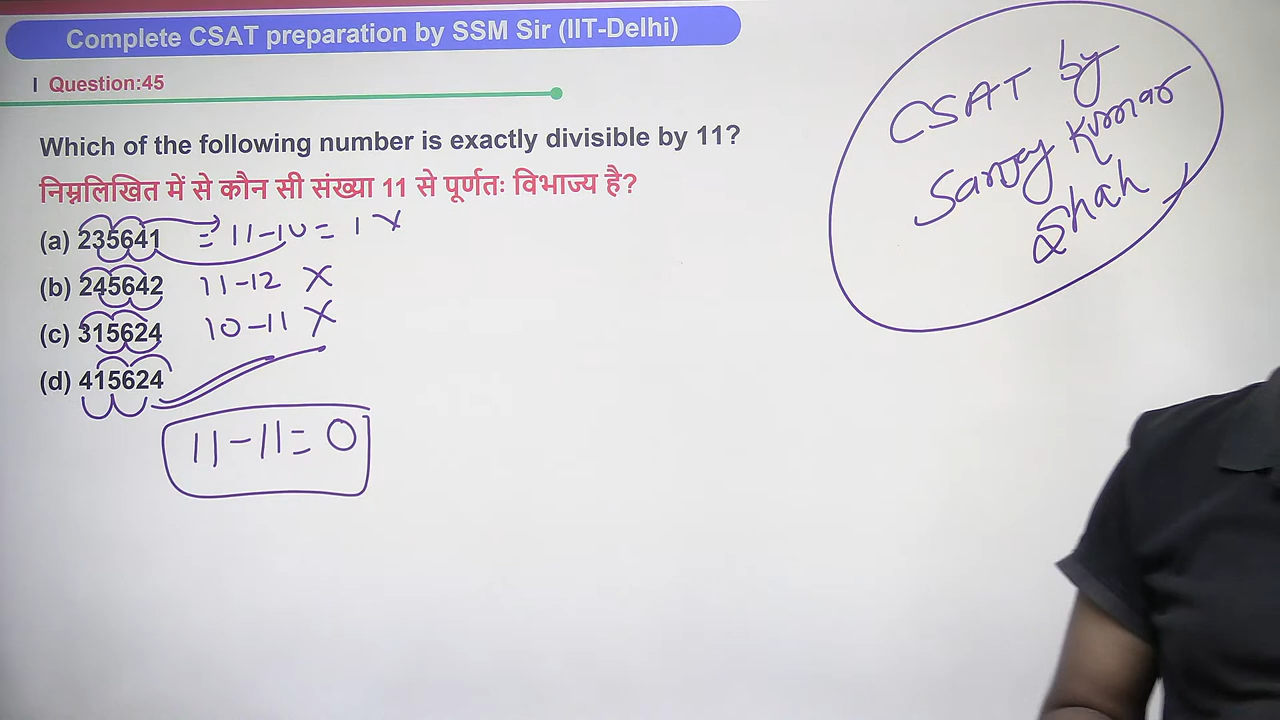 Complete CSAT preparation by SSM Sir (IIT-Delhi)
Question:45
Which of the following number is exactly divisible by 11?
निम्नलिखित में से कौन सी संख्या 11 से पूर्णतः विभाज्य है?
(a) 235641 = 11-10 = 1 X
(b) 245642 11-12 X
(c) 315624 10-11 X
(d) 415624
11-11= 0
CSAT by
Sanjay Kumar
Shah